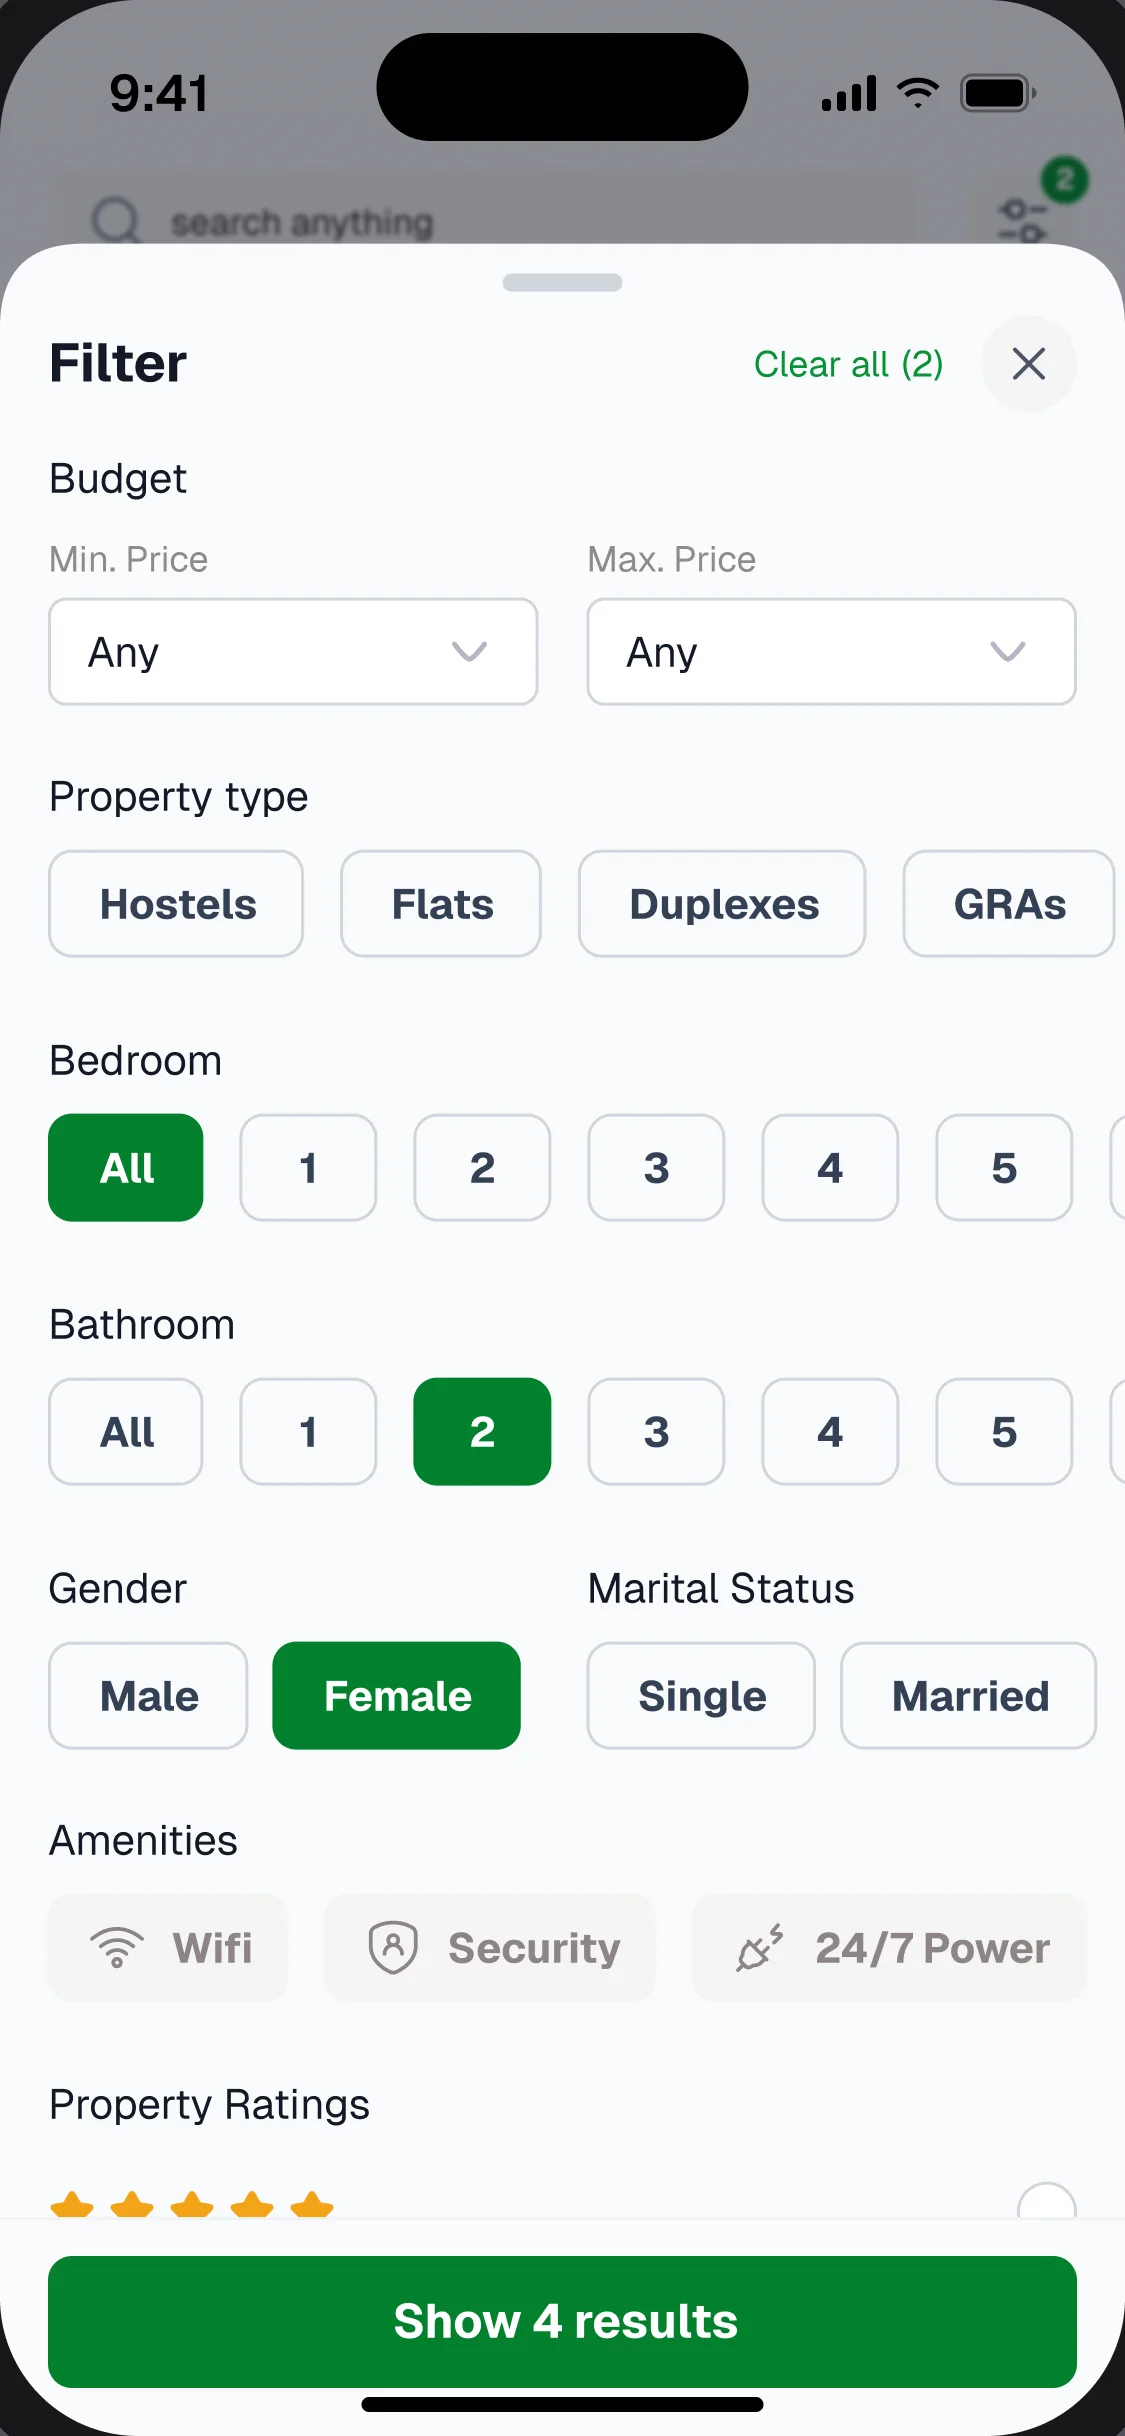 9:41
search anything
2
Filter
Clear all (2)
Budget
Min. Price
Max. Price
Any
Any
Property type
Hostels
Flats
Duplexes
GRAs
Bedroom
All
1
2
3
4
5
Bathroom
All
1
2
3
4
5
Gender
Marital Status
Male
Female
Single
Married
Amenities
Wifi
Security
24/7 Power
Property Ratings
Show 4 results